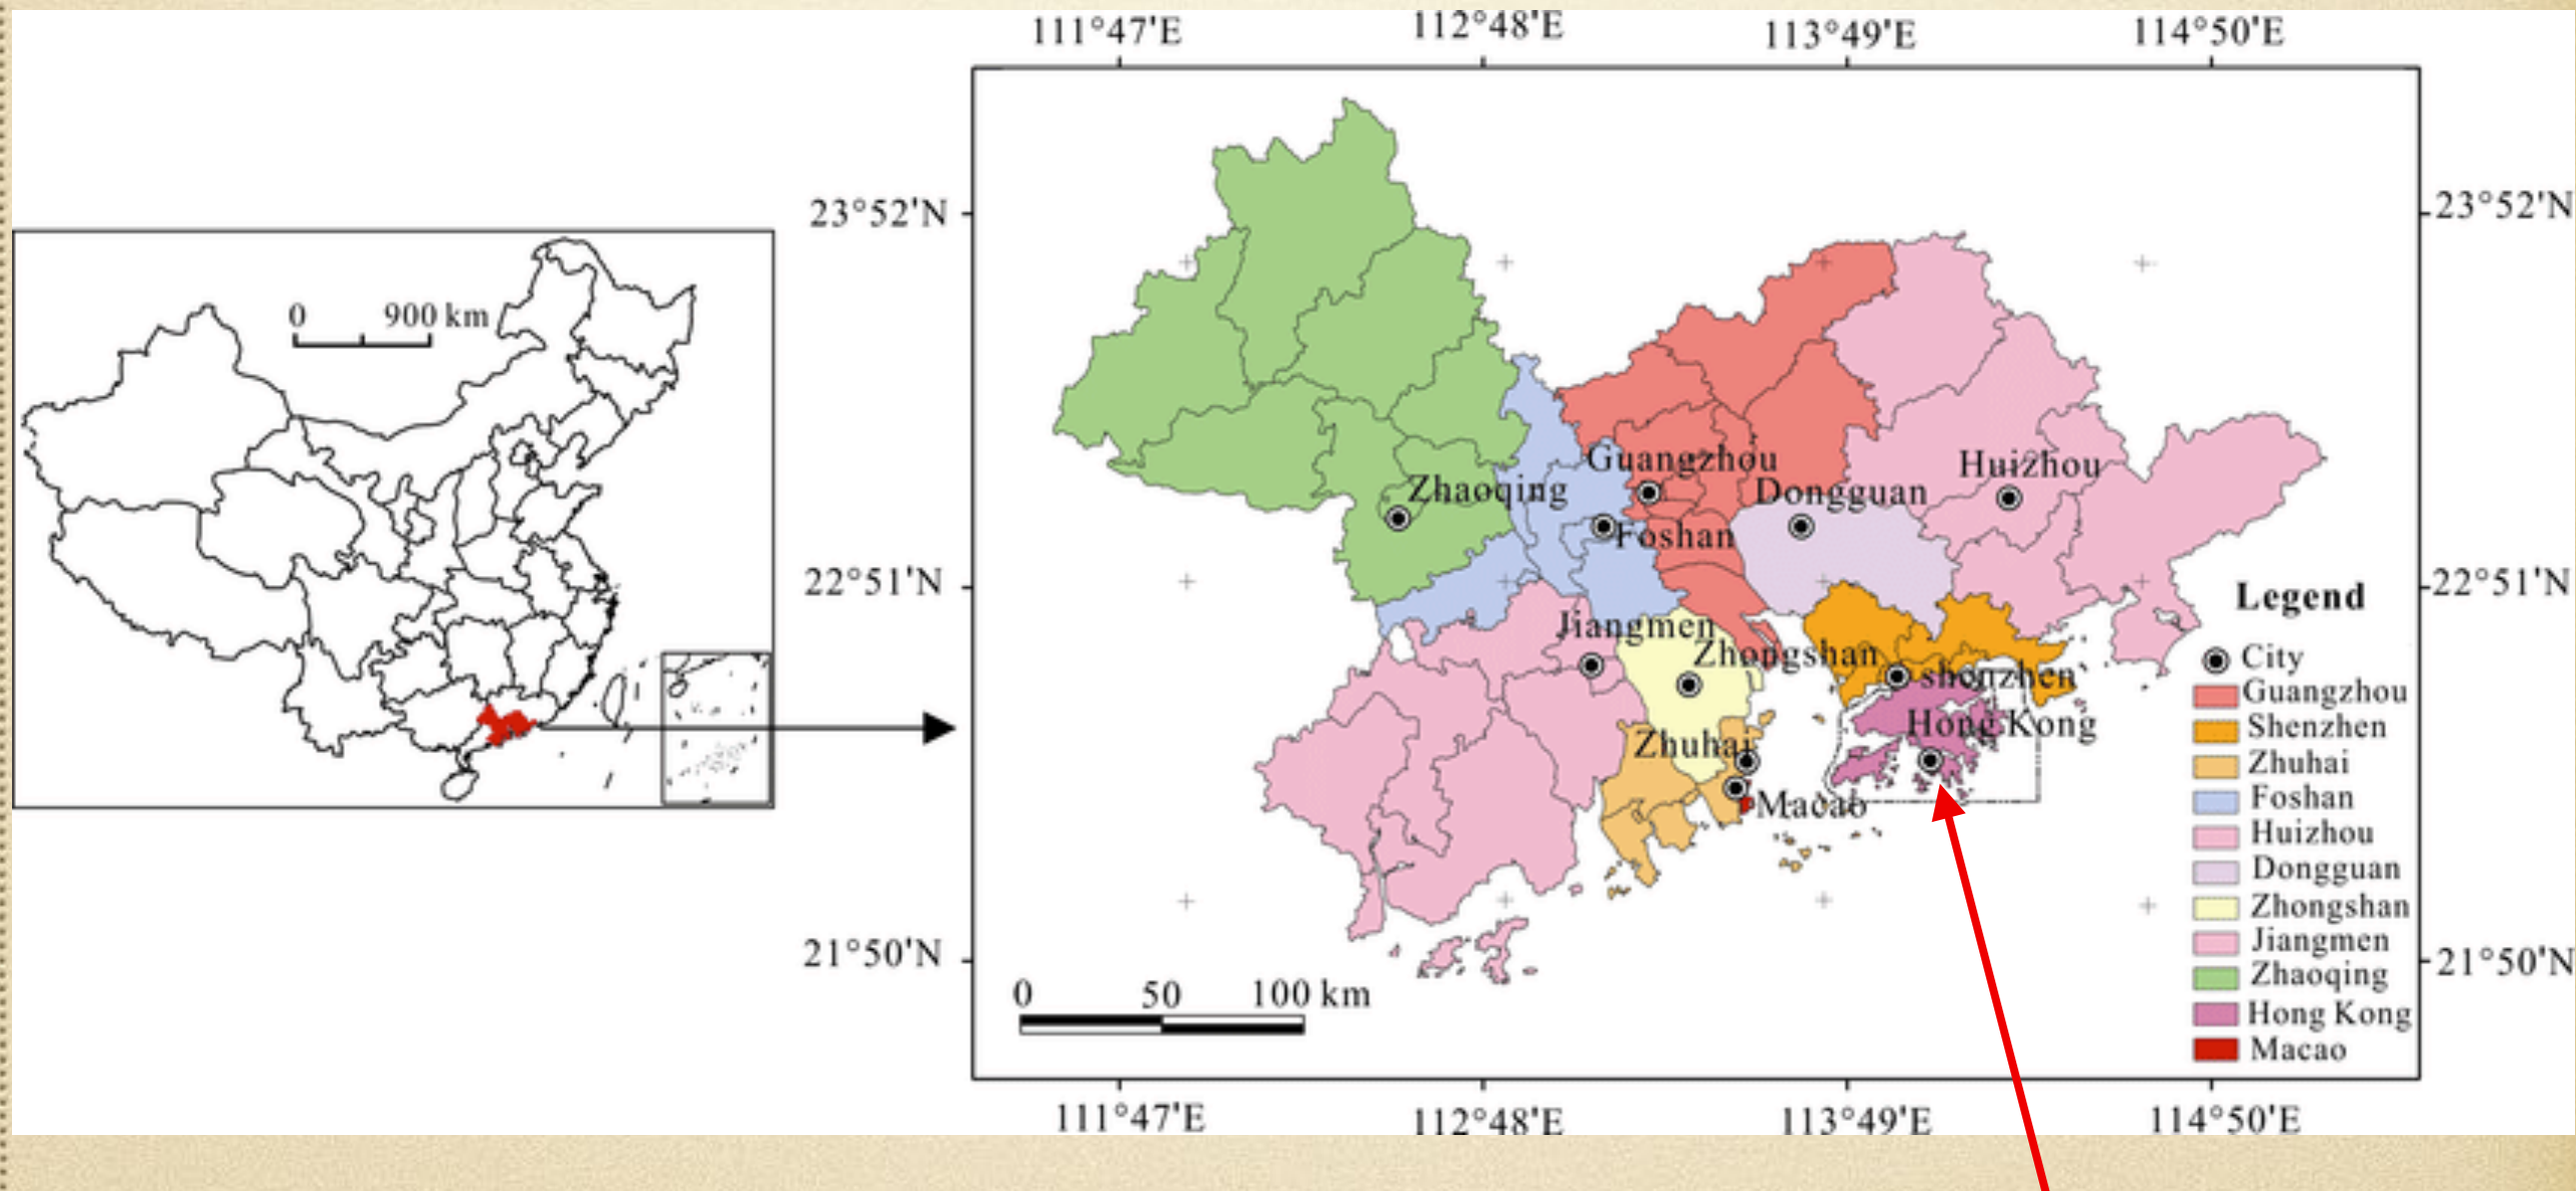 111°47'E 112°48'E 113°49'E 114°50'E
23°52'N 23°52'N
0 900 km
Guangzhou
Huizhou
Zhaoqing
Dongguan
Foshan
22°51'N 22°51'N
Legend
Jiangmen
Zhongshan
shenzhen
Hong Kong
Zhuhai
Macao
City
Guangzhou
Shenzhen
Zhuhai
Foshan
Huizhou
Dongguan
Zhongshan
Jiangmen
Zhaoqing
Hong Kong
Macao
21°50'N 21°50'N
0 50 100 km
111°47'E 112°48'E 113°49'E 114°50'E